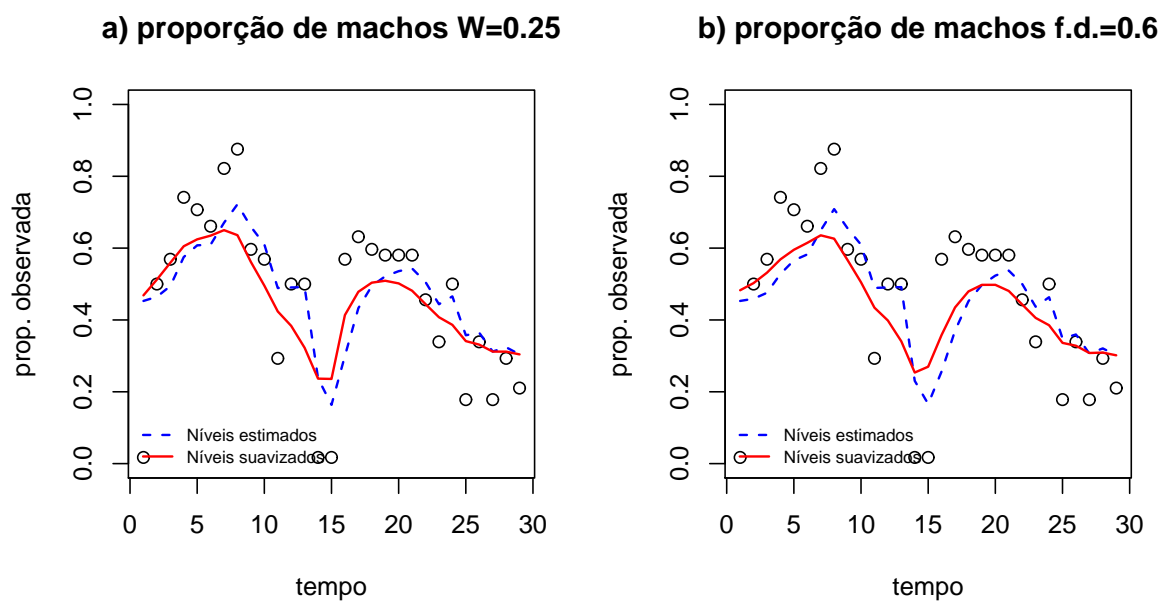 a) proporção de machos W=0.25
prop. observada
1.0
0.8
0.6
0.4
0.2
0.0
Níveis estimados
Níveis suavizados
0 5 10 15 20 25 30
tempo
b) proporção de machos f.d.=0.6
prop. observada
1.0
0.8
0.6
0.4
0.2
0.0
Níveis estimados
Níveis suavizados
0 5 10 15 20 25 30
tempo